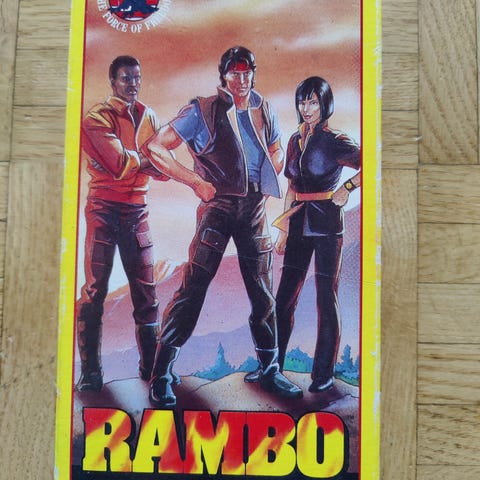 THE FORCE OF FREEDOM
RAMBO